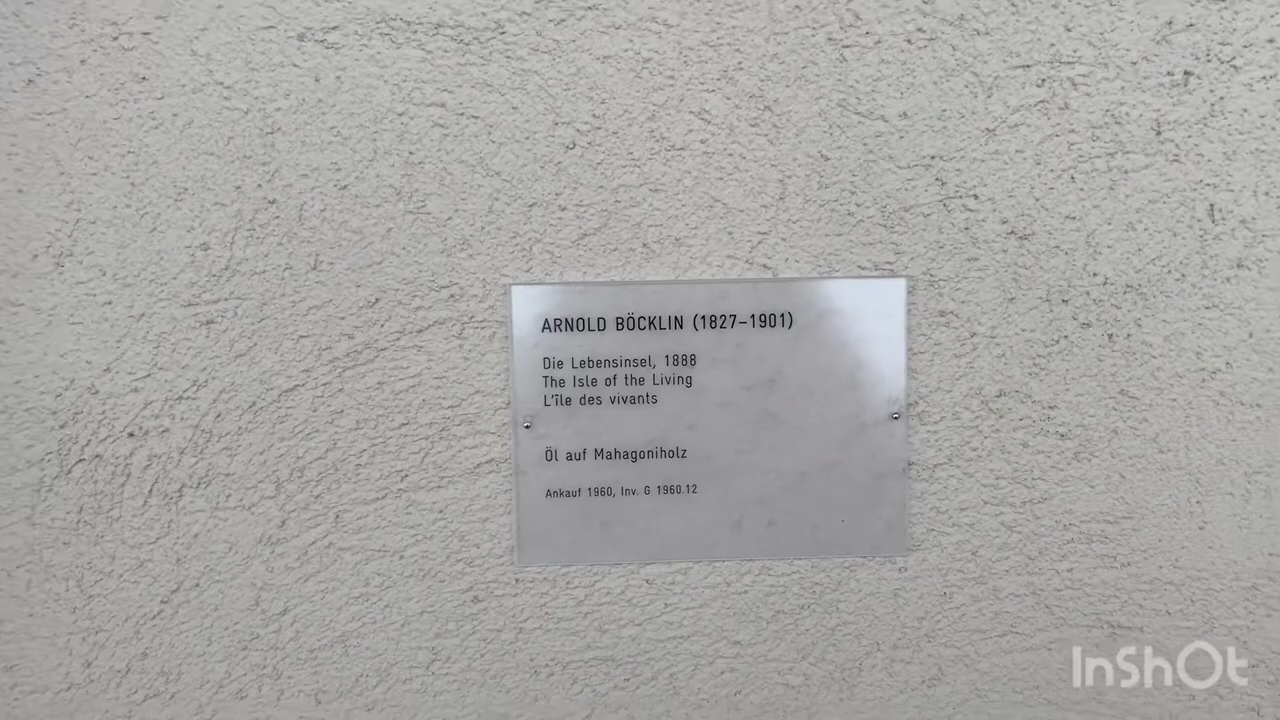 ARNOLD BÖCKLIN (1827–1901)
Die Lebensinsel, 1888
The Isle of the Living
L'île des vivants
Öl auf Mahagoniholz
Ankauf 1960, Inv. G 1960.12
InShOt